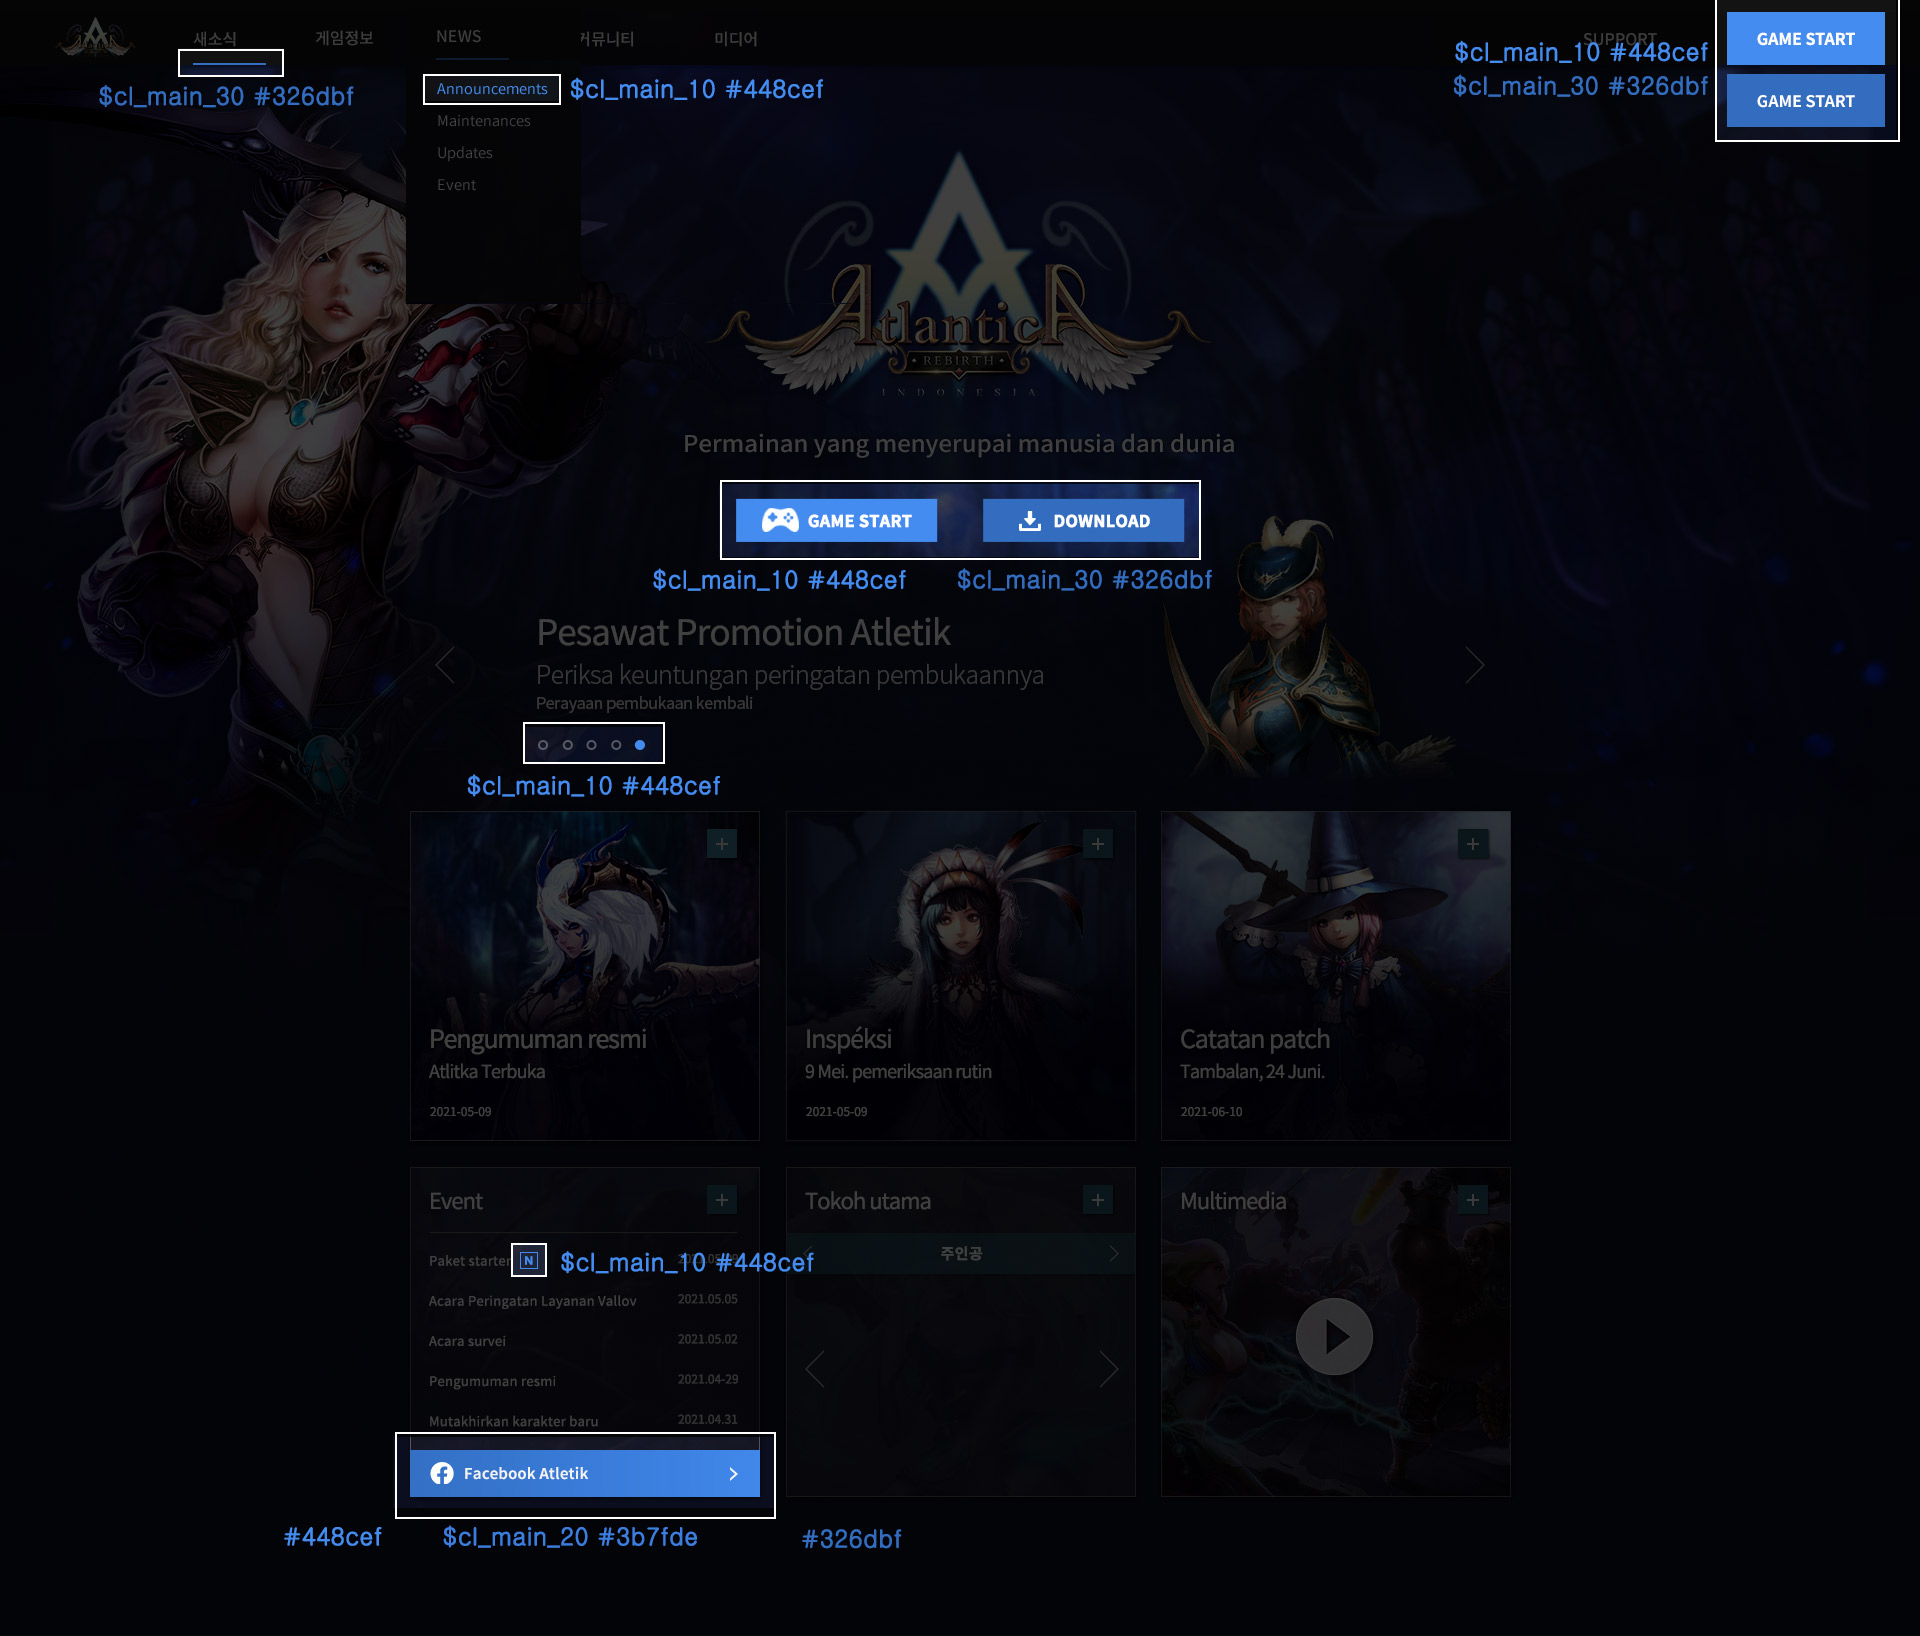 새소식
게임정보
NEWS
커뮤니티
미디어
SUPPORT
GAME START
$cl_main_10 #448cef
$cl_main_30 #326dbf
GAME START
$cl_main_30 #326dbf
Announcements
$cl_main_10 #448cef
Maintenances
Updates
Event
AtlanticA
REBIRTH
INDONESIA
Permainan yang menyerupai manusia dan dunia
GAME START
DOWNLOAD
$cl_main_10 #448cef
$cl_main_30 #326dbf
Pesawat Promotion Atletik
Periksa keuntungan peringatan pembukaannya
Perayaan pembukaan kembali
$cl_main_10 #448cef
Pengumuman resmi
Atlitka Terbuka
2021-05-09
Inspéksi
9 Mei. pemeriksaan rutin
2021-05-09
Catatan patch
Tambalan, 24 Juni.
2021-06-10
Event
Paket starter
N
$cl_main_10 #448cef
Acara Peringatan Layanan Vallov
2021.05.05
Acara survei
2021.05.02
Pengumuman resmi
2021.04-29
Mutakhirkan karakter baru
2021.04.31
Facebook Atletik
Tokoh utama
주인공
Multimedia
#448cef
$cl_main_20 #3b7fde
#326dbf